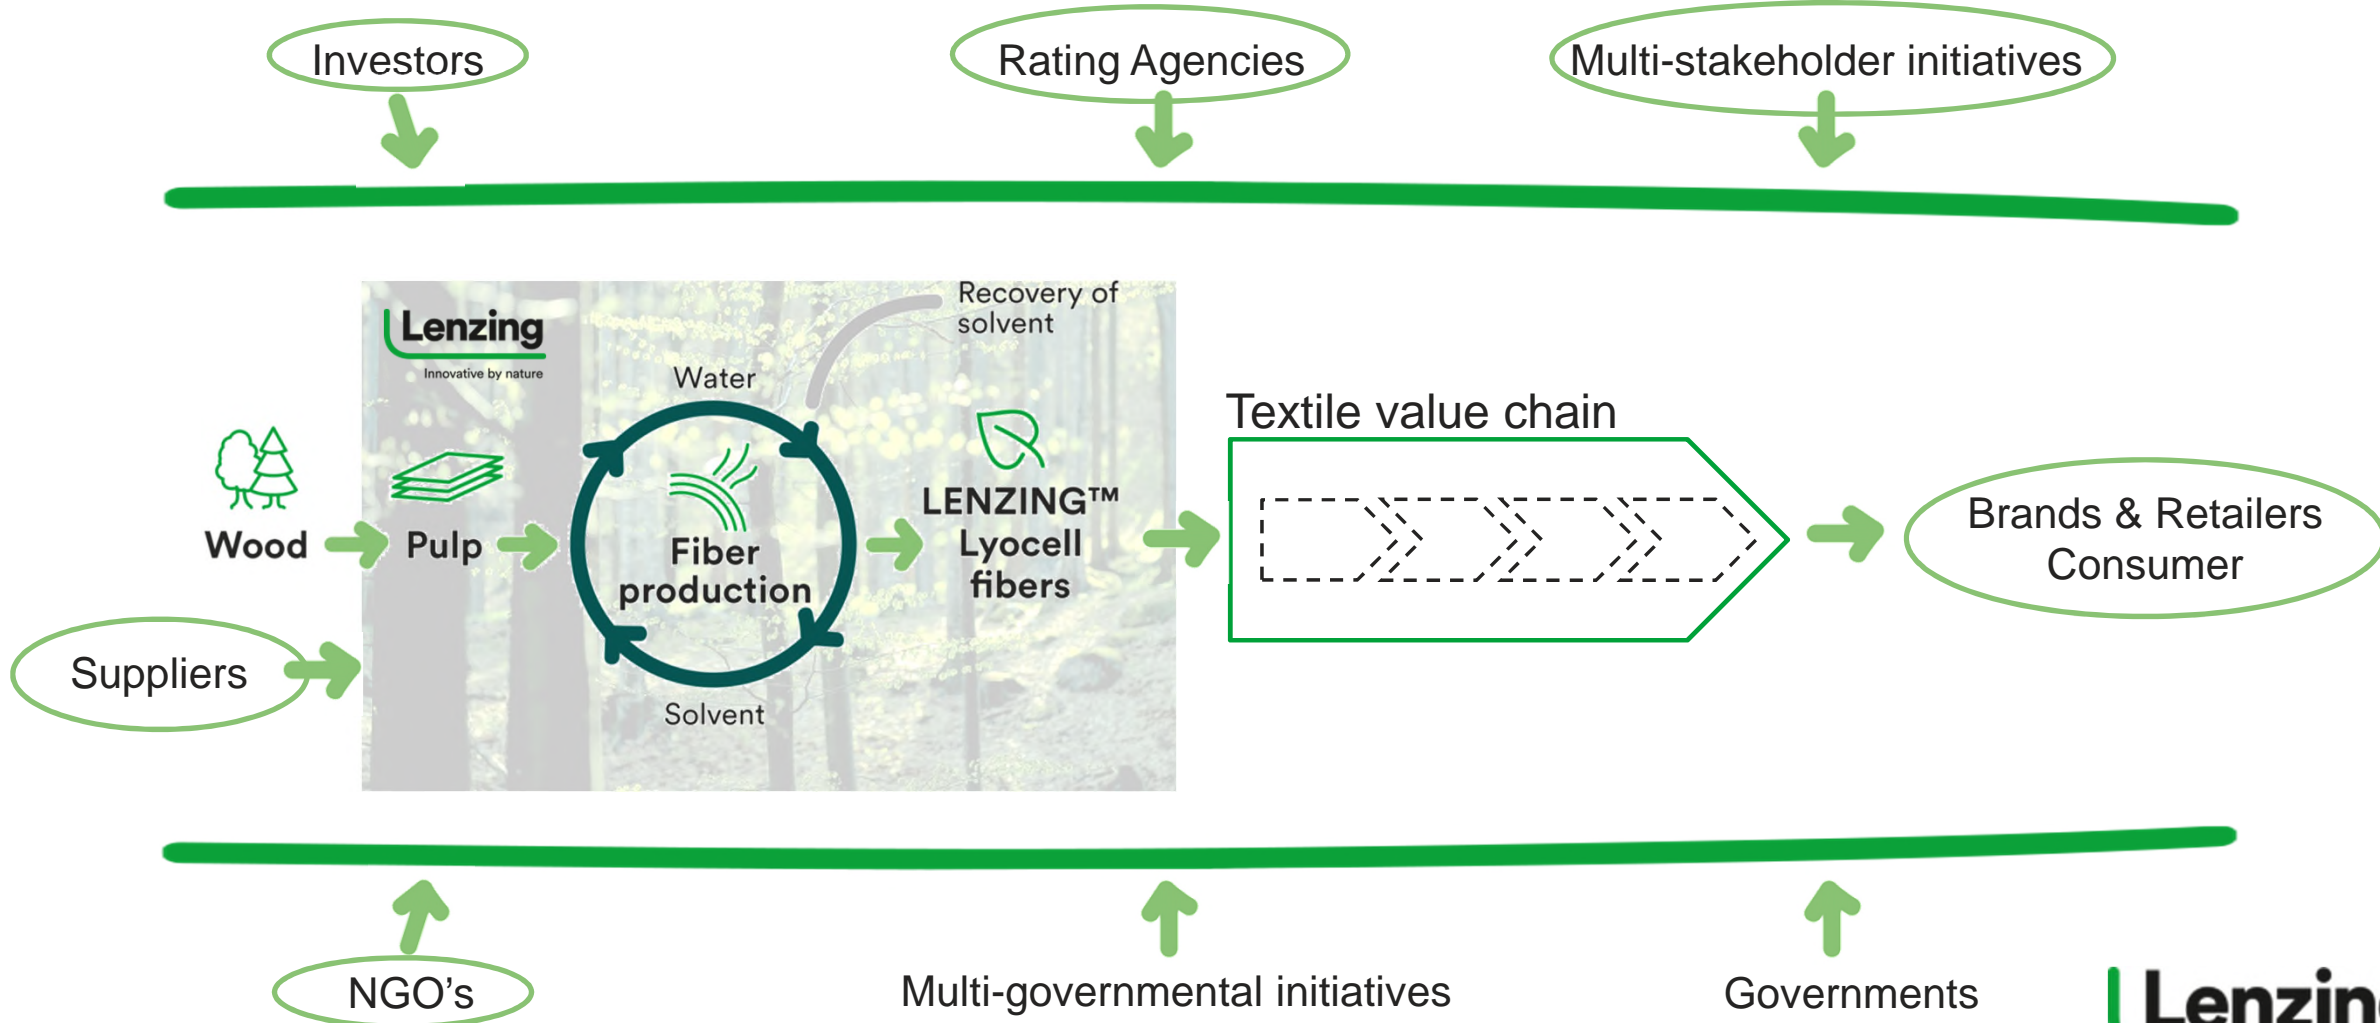 Investors
Rating Agencies
Multi-stakeholder initiatives
Lenzing
Innovative by nature
Recovery of
solvent
Water
Wood
Pulp
Fiber
production
Solvent
LENZING™
Lyocell
fibers
Textile value chain
Brands & Retailers
Consumer
Suppliers
NGO’s
Multi-governmental initiatives
Governments
Lenzing